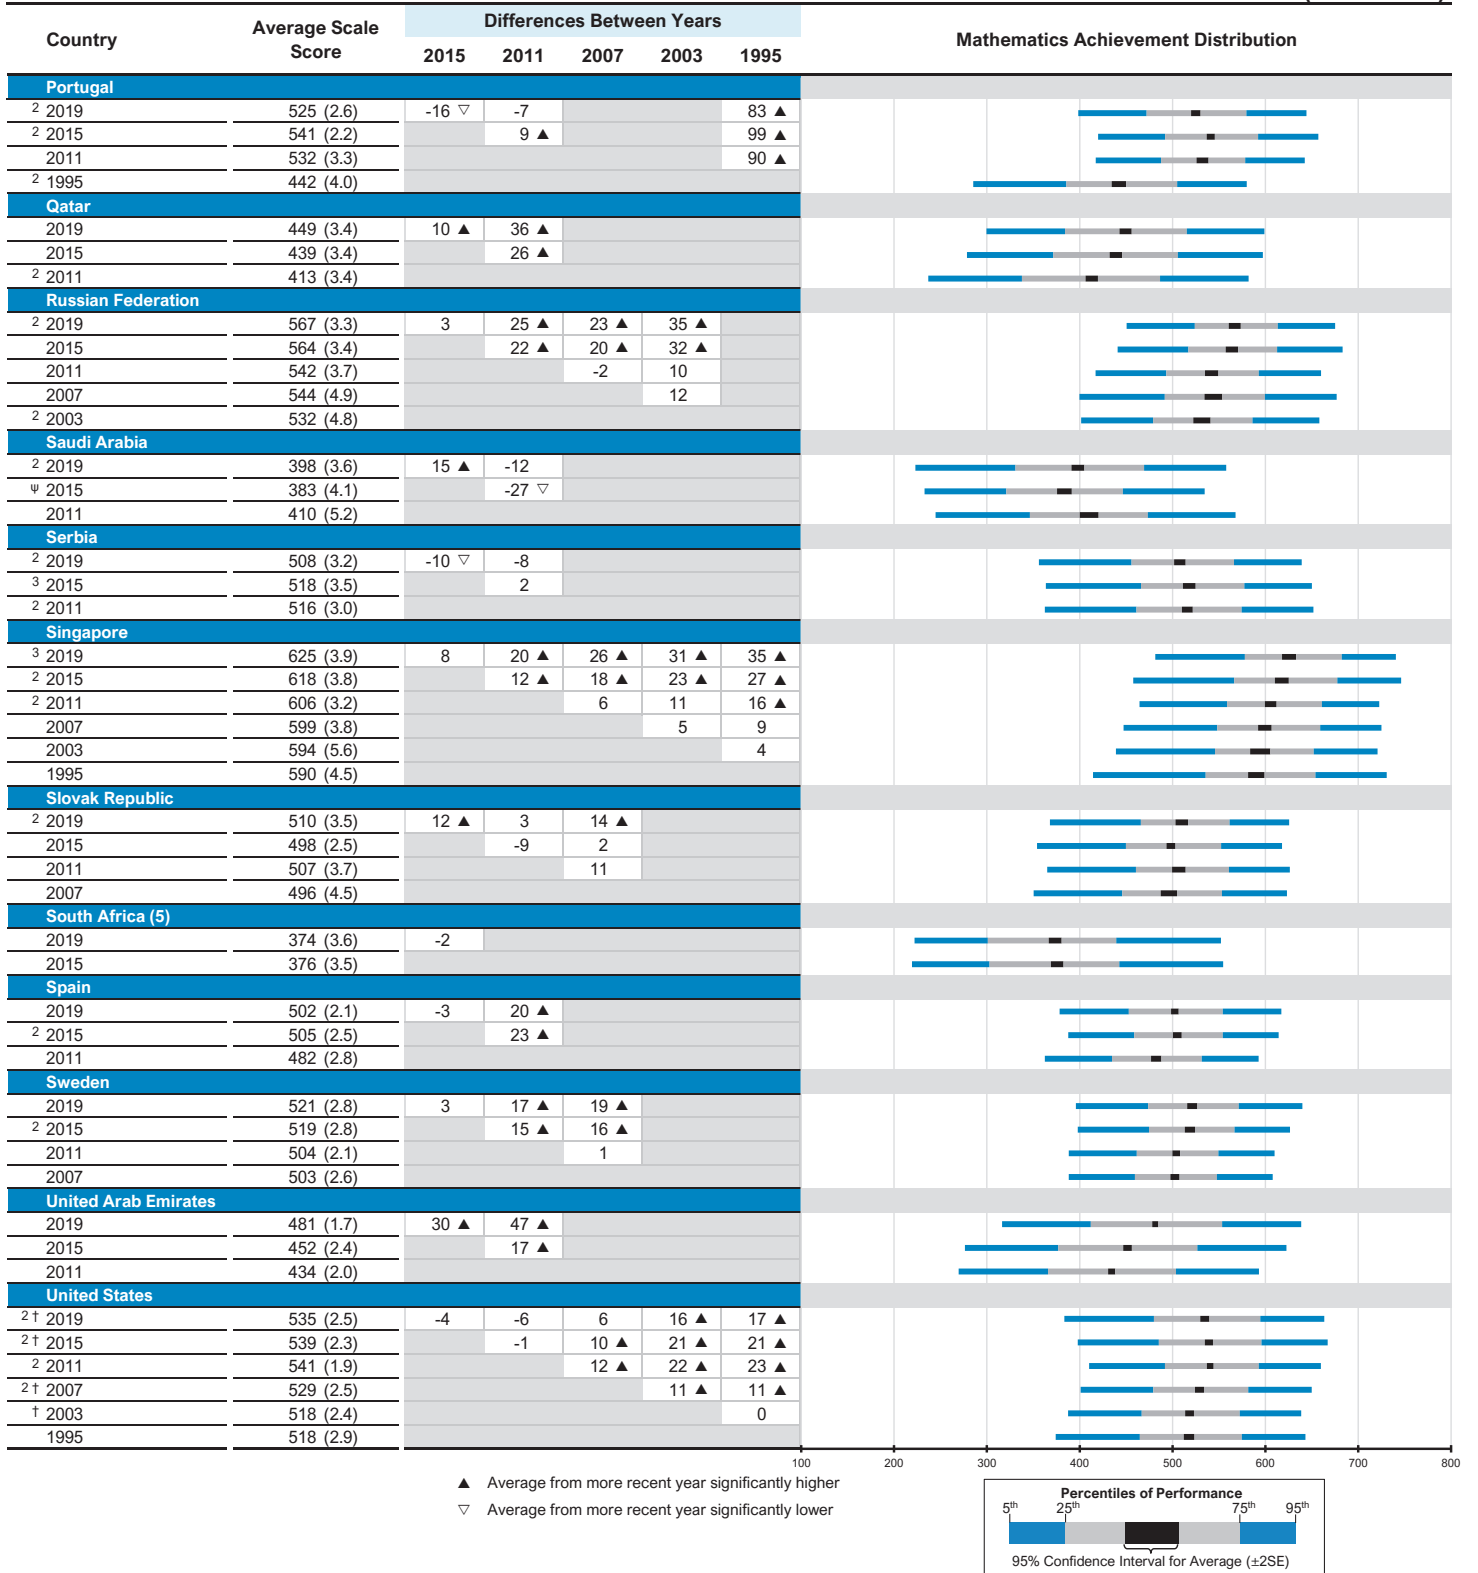 Differences Between Years
Country Average Scale Score Mathematics Achievement Distribution
2015 2011 2007 2003 1995
Portugal
2 2019 525 (2.6) -16 ▽ -7 83 ▲
2 2015 541 (2.2) 9 ▲ 99 ▲
2011 532 (3.3) 90 ▲
2 1995 442 (4.0)
Qatar
2019 449 (3.4) 10 ▲ 36 ▲
2015 439 (3.4) 26 ▲
2 2011 413 (3.4)
Russian Federation
2 2019 567 (3.3) 3 25 ▲ 23 ▲ 35 ▲
2015 564 (3.4) 22 ▲ 20 ▲ 32 ▲
2011 542 (3.7) -2 10
2007 544 (4.9) 12
2 2003 532 (4.8)
Saudi Arabia
2 2019 398 (3.6) 15 ▲ -12
ψ 2015 383 (4.1) -27 ▽
2011 410 (5.2)
Serbia
2 2019 508 (3.2) -10 ▽ -8
3 2015 518 (3.5) 2
2 2011 516 (3.0)
Singapore
3 2019 625 (3.9) 8 20 ▲ 26 ▲ 31 ▲ 35 ▲
2 2015 618 (3.8) 12 ▲ 18 ▲ 23 ▲ 27 ▲
2 2011 606 (3.2) 6 11 16 ▲
2007 599 (3.8) 5 9
2003 594 (5.6) 4
1995 590 (4.5)
Slovak Republic
2 2019 510 (3.5) 12 ▲ 3 14 ▲
2015 498 (2.5) -9 2
2011 507 (3.7) 11
2007 496 (4.5)
South Africa (5)
2019 374 (3.6) -2
2015 376 (3.5)
Spain
2019 502 (2.1) -3 20 ▲
2 2015 505 (2.5) 23 ▲
2011 482 (2.8)
Sweden
2019 521 (2.8) 3 17 ▲ 19 ▲
2 2015 519 (2.8) 15 ▲ 16 ▲
2011 504 (2.1) 1
2007 503 (2.6)
United Arab Emirates
2019 481 (1.7) 30 ▲ 47 ▲
2015 452 (2.4) 17 ▲
2011 434 (2.0)
United States
2 † 2019 535 (2.5) -4 -6 6 16 ▲ 17 ▲
2 † 2015 539 (2.3) -1 10 ▲ 21 ▲ 21 ▲
2 2011 541 (1.9) 12 ▲ 22 ▲ 23 ▲
2 † 2007 529 (2.5) 11 ▲ 11 ▲
† 2003 518 (2.4) 0
1995 518 (2.9)
100 200 300 400 500 600 700 800
▲ Average from more recent year significantly higher
▽ Average from more recent year significantly lower
Percentiles of Performance
5th 25th 75th 95th
95% Confidence Interval for Average (±2SE)